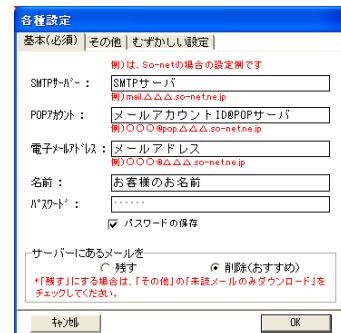 各種設定
基本(必須) その他 むずかしい設定
例)は、So-netの場合の設定例です
SMTPｻｰﾊﾞｰ： SMTPサーバ
例)mail.△△△.so-net.ne.jp
POPｱｶｳﾝﾄ： メールアカウントID@POPサーバ
例)○○○@pop.△△△.so-net.ne.jp
電子ﾒｰﾙｱﾄﾞﾚｽ： メールアドレス
例)○○○@△△△.so-net.ne.jp
名前： お客様のお名前
ﾊﾟｽﾜｰﾄﾞ： ······
パスワードの保存
サーバーにあるメールを
残す 削除(おすすめ)
*「残す」にする場合は、「その他」の「未読メールのみダウンロード」を
チェックしてください。
ｷｬﾝｾﾙ OK